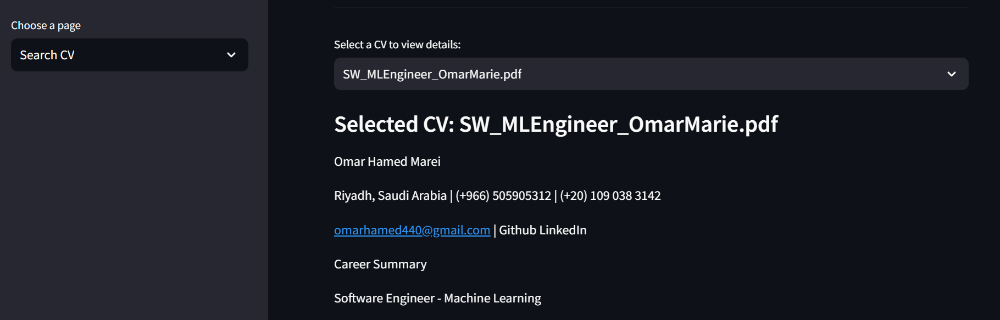 Choose a page
Search CV
Select a CV to view details:
SW_MLEngineer_OmarMarie.pdf
Selected CV: SW_MLEngineer_OmarMarie.pdf
Omar Hamed Marei
Riyadh, Saudi Arabia | (+966) 505905312 | (+20) 109 038 3142
omarhamed440@gmail.com | Github LinkedIn
Career Summary
Software Engineer - Machine Learning